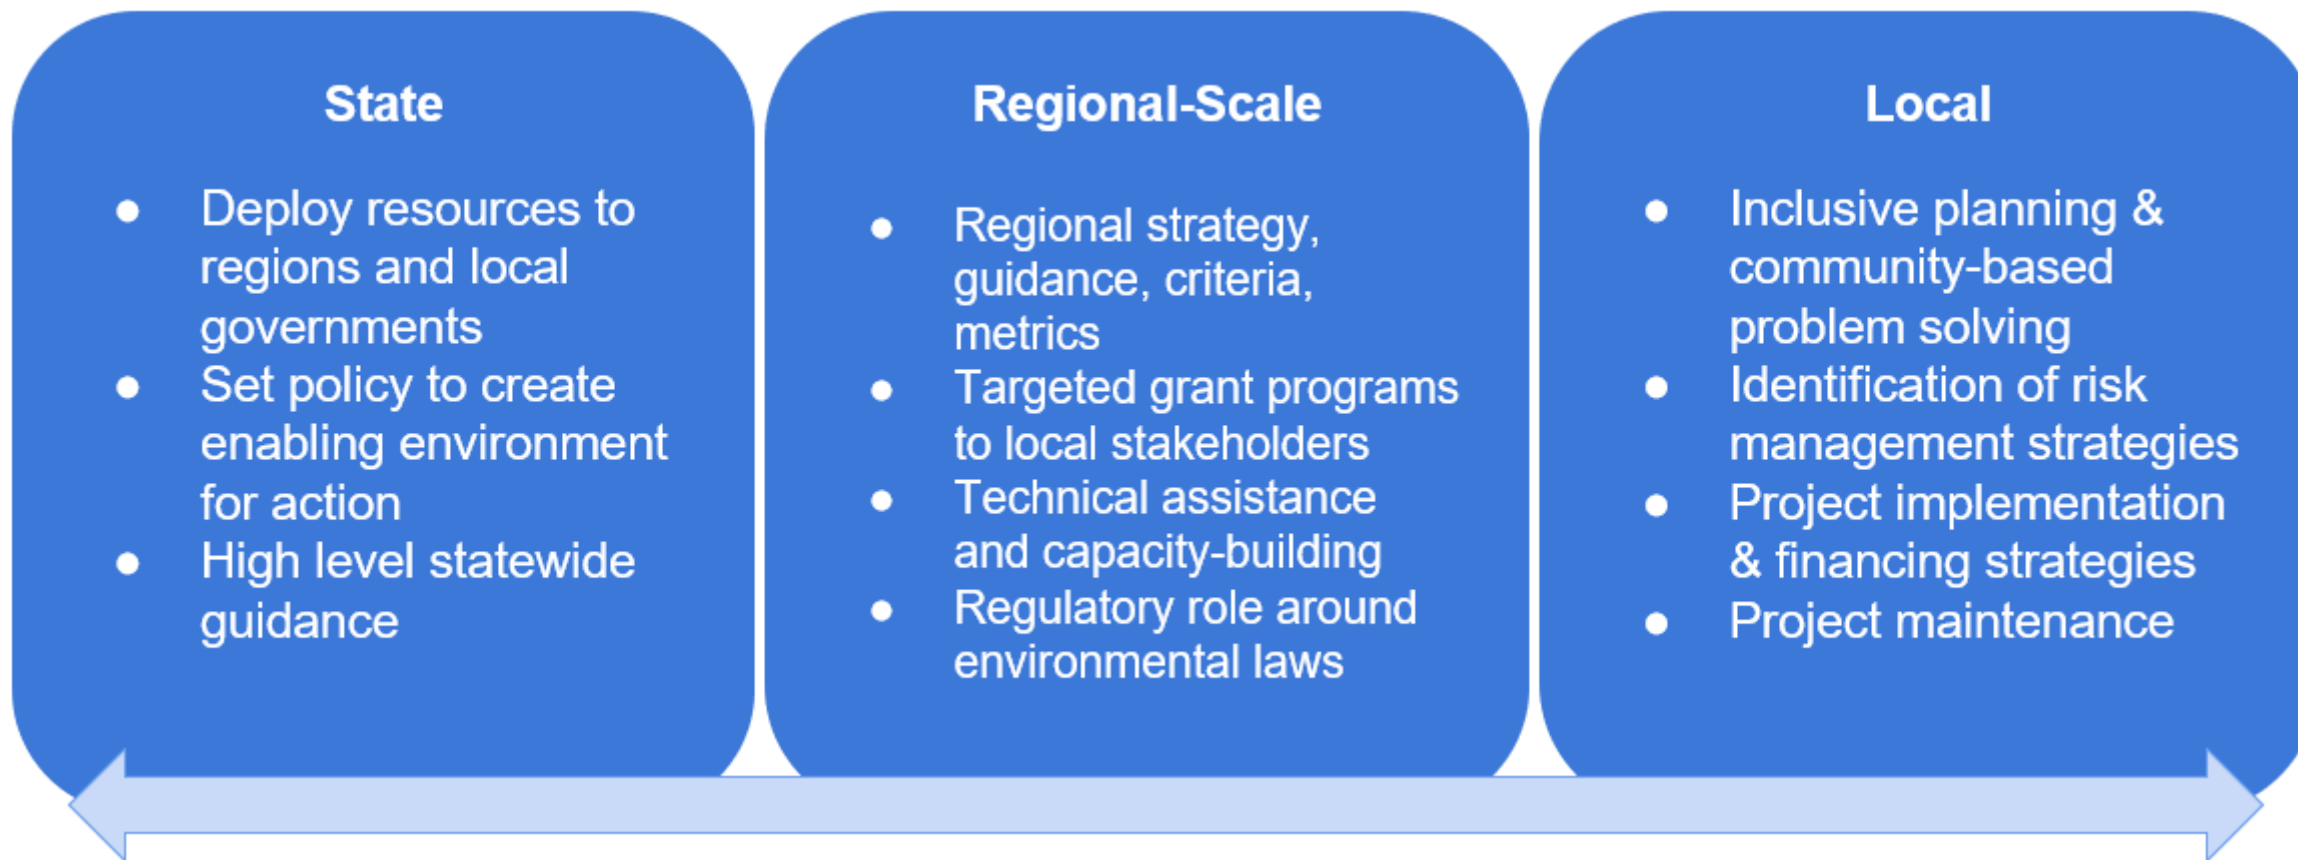 State
● Deploy resources to
regions and local
governments
● Set policy to create
enabling environment
for action
● High level statewide
guidance
Regional-Scale
● Regional strategy,
guidance, criteria,
metrics
● Targeted grant programs
to local stakeholders
● Technical assistance
and capacity-building
● Regulatory role around
environmental laws
Local
● Inclusive planning &
community-based
problem solving
● Identification of risk
management strategies
● Project implementation
& financing strategies
● Project maintenance